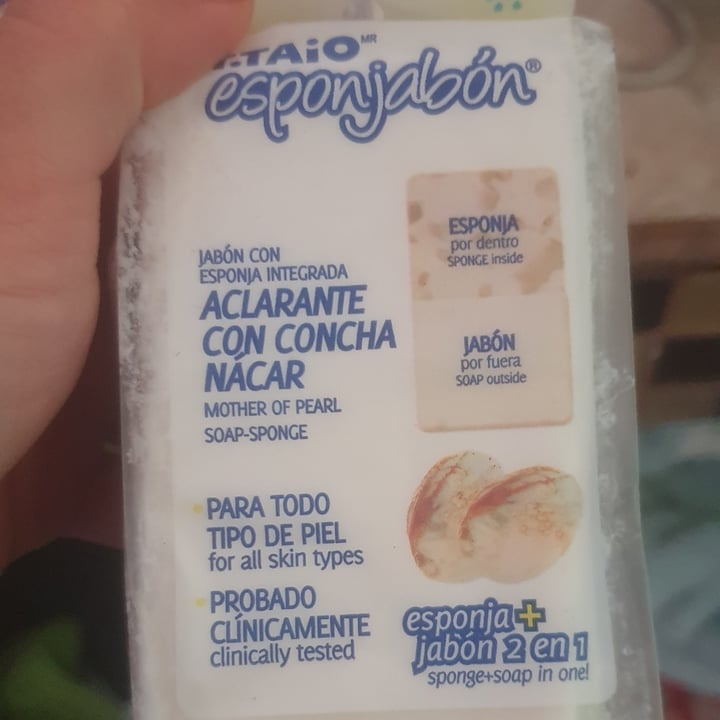 esponjabón®
JABÓN CON
ESPONJA INTEGRADA
ACLARANTE
CON CONCHA
NÁCAR
MOTHER OF PEARL
SOAP-SPONGE
ESPONJA
por dentro
SPONGE inside
JABÓN
por fuera
SOAP outside
PARA TODO
TIPO DE PIEL
for all skin types
PROBADO
CLÍNICAMENTE
clinically tested
esponja+
jabón 2 en 1
sponge+soap in one!